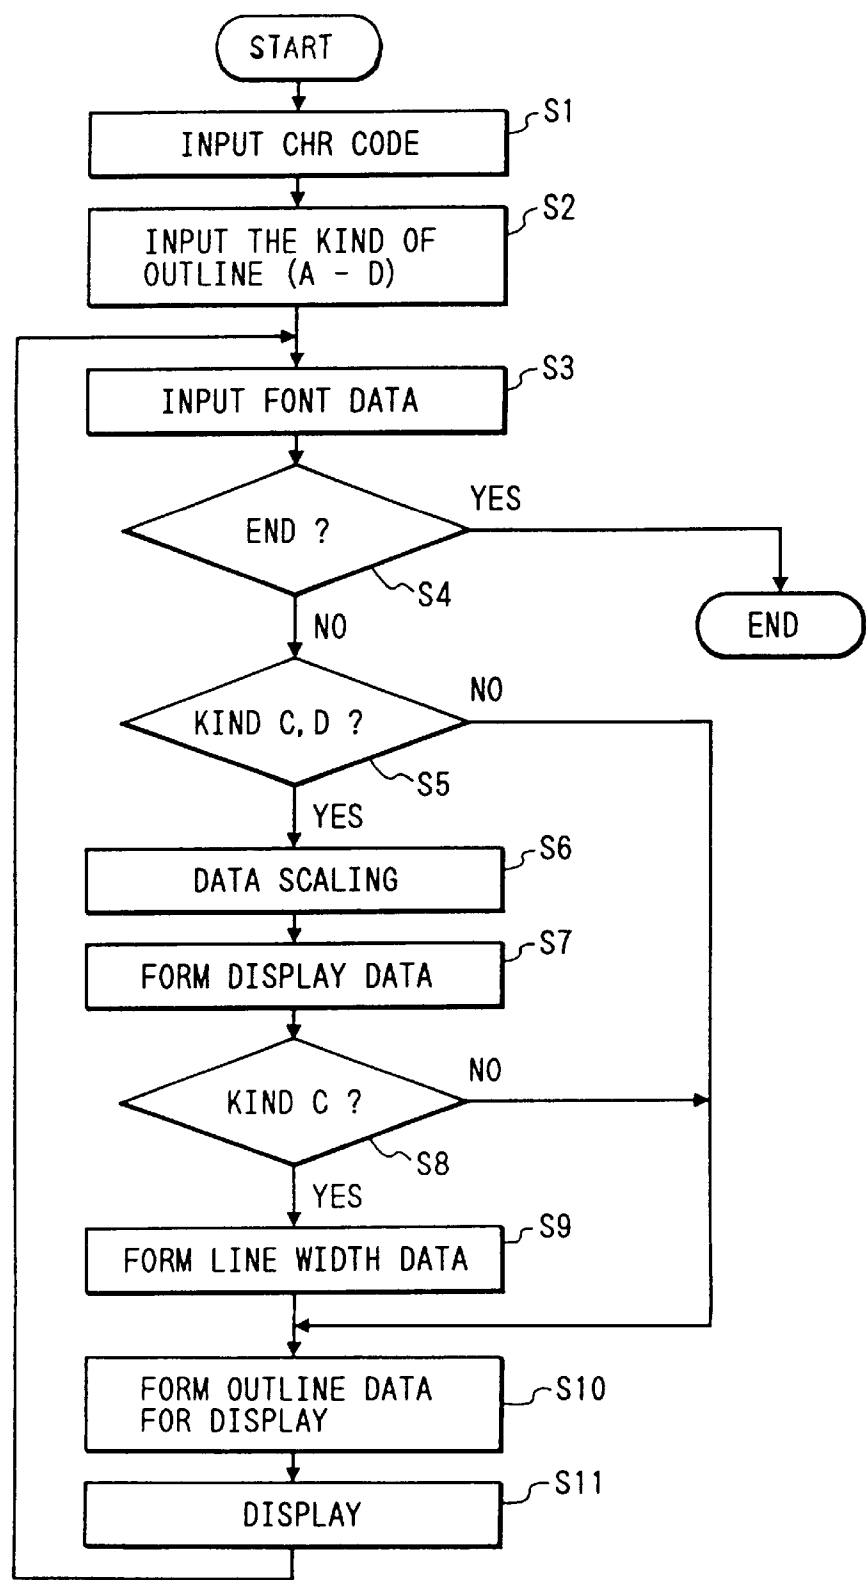 START
S1
INPUT CHR CODE
S2
INPUT THE KIND OF
OUTLINE (A - D)
S3
INPUT FONT DATA
YES
END ?
S4
END
NO
NO
KIND C, D ?
S5
YES
S6
DATA SCALING
S7
FORM DISPLAY DATA
NO
KIND C ?
S8
YES
S9
FORM LINE WIDTH DATA
FORM OUTLINE DATA
FOR DISPLAY
S10
S11
DISPLAY